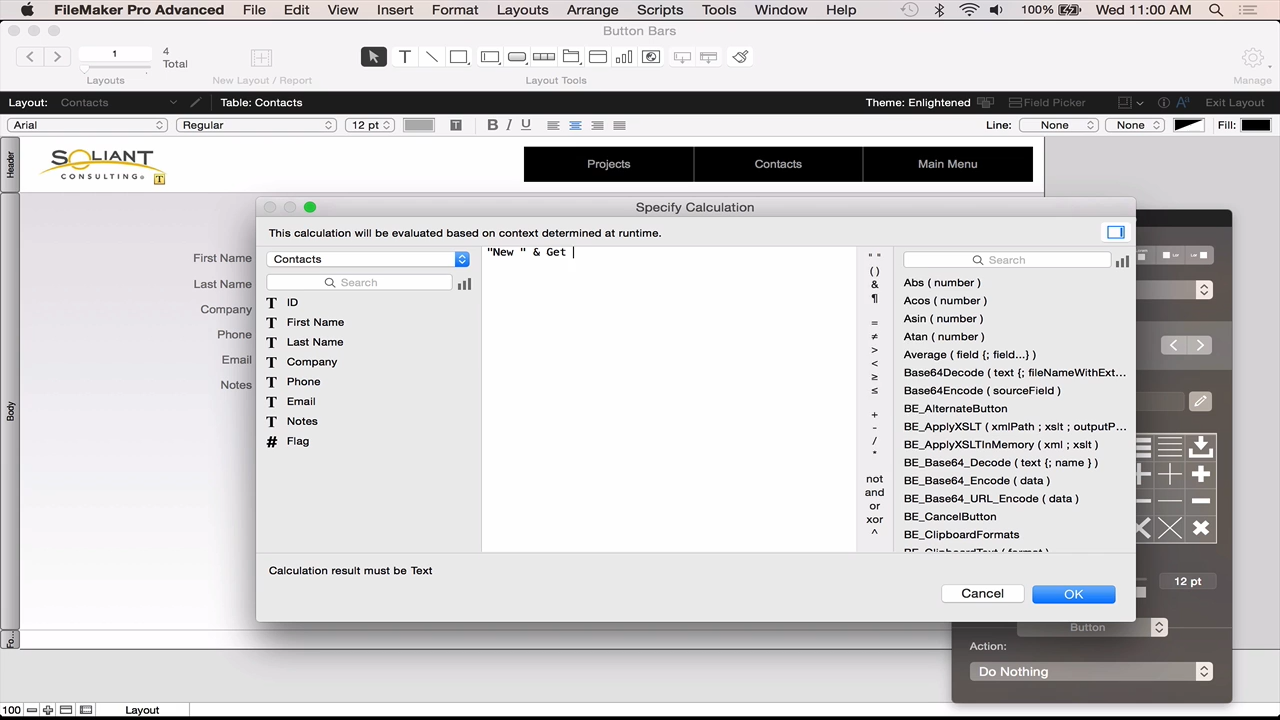 FileMaker Pro Advanced File Edit View Insert Format Layouts Arrange Scripts Tools Window Help 100% Wed 11:00 AM
Button Bars
1
4
Total
Layouts
New Layout / Report
Layout Tools
Manage
Layout: Contacts Table: Contacts Theme: Enlightened Field Picker Exit Layout
Arial Regular 12 pt B I U Line: None None Fill:
Header
SOLIANT
CONSULTING
Projects Contacts Main Menu
Body
First Name
Last Name
Company
Phone
Email
Notes
Specify Calculation
This calculation will be evaluated based on context determined at runtime.
Contacts
Search
T ID
T First Name
T Last Name
T Company
T Phone
T Email
T Notes
# Flag
"New " & Get
" "
( )
&
¶
=
≠
>
<
≥
≤
+
-
/
*
not
and
or
xor
^
Search
Abs ( number )
Acos ( number )
Asin ( number )
Atan ( number )
Average ( field {; field...} )
Base64Decode ( text {; fileNameWithExt...
Base64Encode ( sourceField )
BE_AlternateButton
BE_ApplyXSLT ( xmlPath ; xslt ; outputP...
BE_ApplyXSLTInMemory ( xml ; xslt )
BE_Base64_Decode ( text {; name } )
BE_Base64_Encode ( data )
BE_Base64_URL_Encode ( data )
BE_CancelButton
BE_ClipboardFormats
BE_ClipboardText ( format )
Calculation result must be Text
Cancel OK
12 pt
Button
Action:
Do Nothing
Fo...
100 Layout